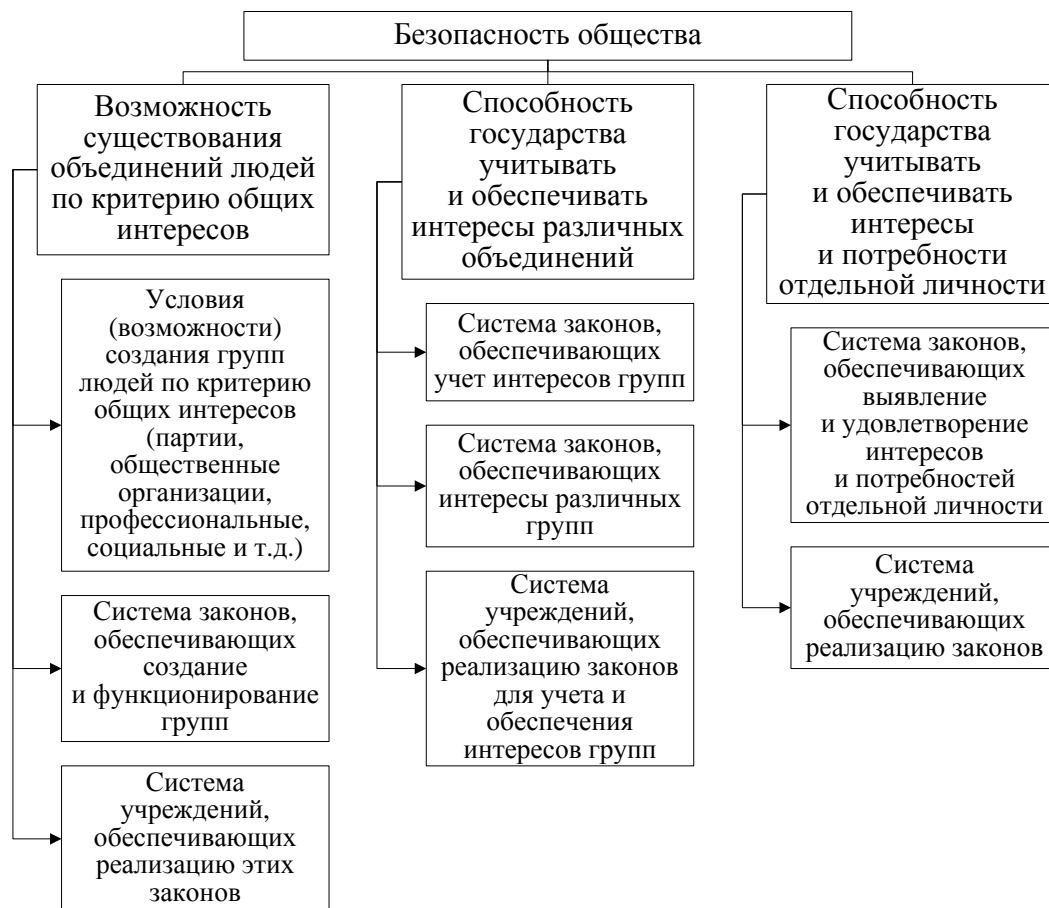 Безопасность общества
Возможность
существования
объединений людей
по критерию общих
интересов
Условия
(возможности)
создания групп
людей по критерию
общих интересов
(партии,
общественные
организации,
профессиональные,
социальные и т.д.)
Система законов,
обеспечивающих
создание
и функционирование
групп
Система
учреждений,
обеспечивающих
реализацию этих
законов
Способность
государства
учитывать
и обеспечивать
интересы различных
объединений
Система законов,
обеспечивающих
учет интересов групп
Система законов,
обеспечивающих
интересы различных
групп
Система
учреждений,
обеспечивающих
реализацию законов
для учета и
обеспечения
интересов групп
Способность
государства
учитывать
и обеспечивать
интересы
и потребности
отдельной личности
Система законов,
обеспечивающих
выявление
и удовлетворение
интересов
и потребностей
отдельной личности
Система
учреждений,
обеспечивающих
реализацию законов